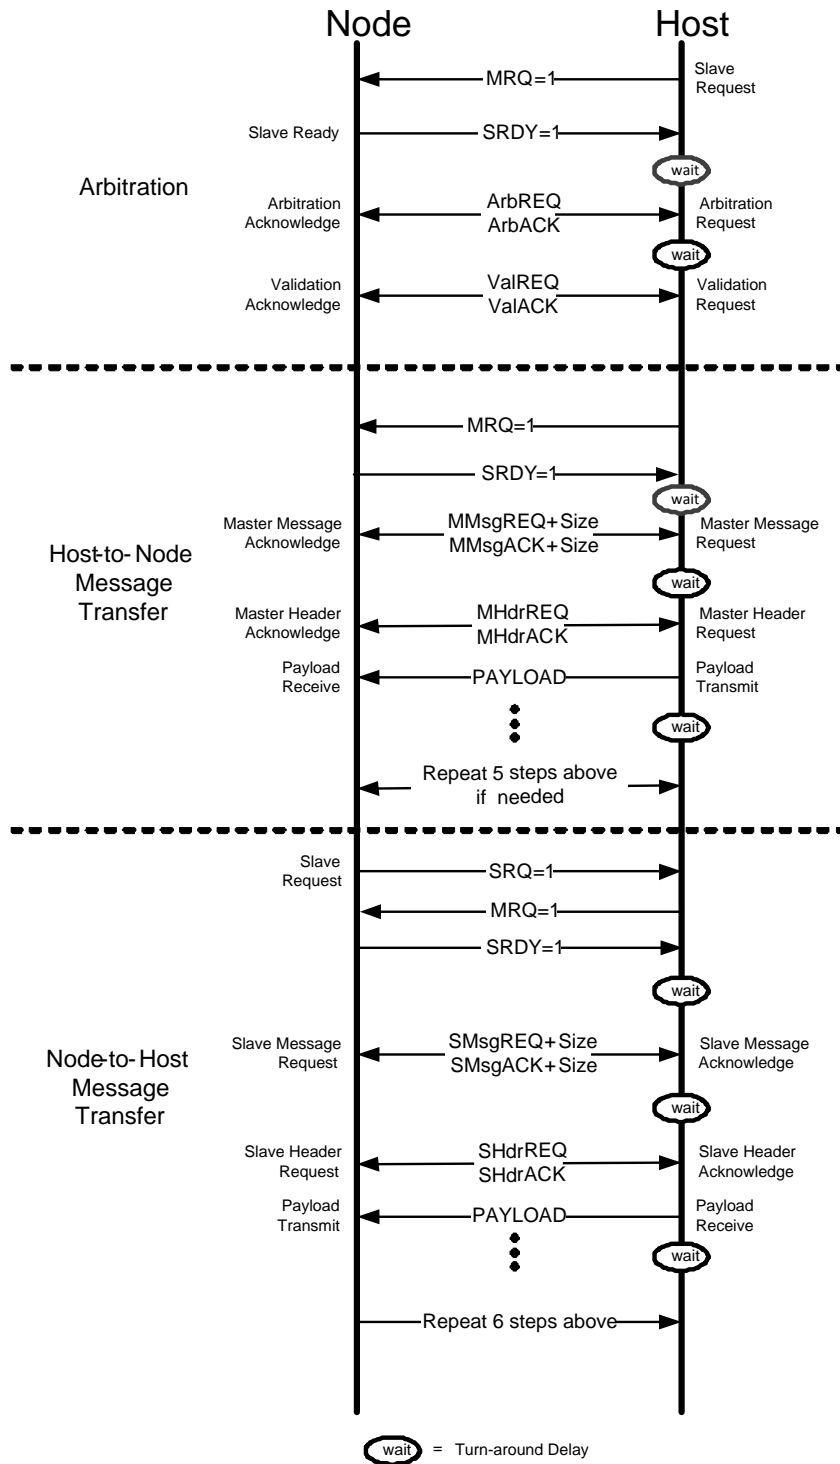 Node
Host
MRQ=1
Slave
Request
Slave Ready
SRDY=1
wait
Arbitration
Arbitration
Acknowledge
ArbREQ
ArbACK
Arbitration
Request
wait
Validation
Acknowledge
ValREQ
ValACK
Validation
Request
MRQ=1
SRDY=1
wait
Host-to-Node
Message
Transfer
Master Message
Acknowledge
MMsgREQ+Size
MMsgACK+Size
Master Message
Request
wait
Master Header
Acknowledge
MHdrREQ
MHdrACK
Master Header
Request
Payload
Receive
PAYLOAD
Payload
Transmit
wait
Repeat 5 steps above
if needed
Slave
Request
SRQ=1
MRQ=1
SRDY=1
wait
Node-to-Host
Message
Transfer
Slave Message
Request
SMsgREQ+Size
SMsgACK+Size
Slave Message
Acknowledge
wait
Slave Header
Request
SHdrREQ
SHdrACK
Slave Header
Acknowledge
Payload
Transmit
PAYLOAD
Payload
Receive
wait
Repeat 6 steps above
wait = Turn-around Delay